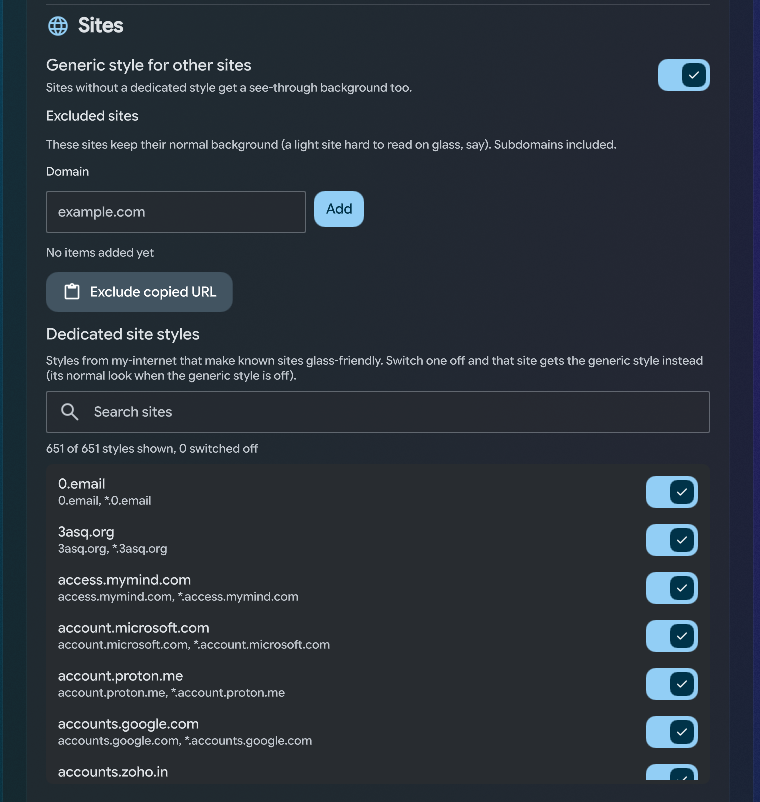 Sites
Generic style for other sites
Sites without a dedicated style get a see-through background too.
Excluded sites
These sites keep their normal background (a light site hard to read on glass, say). Subdomains included.
Domain
example.com
Add
No items added yet
Exclude copied URL
Dedicated site styles
Styles from my-internet that make known sites glass-friendly. Switch one off and that site gets the generic style instead
(its normal look when the generic style is off).
Search sites
651 of 651 styles shown, 0 switched off
0.email
0.email, *.0.email
3asq.org
3asq.org, *.3asq.org
access.mymind.com
access.mymind.com, *.access.mymind.com
account.microsoft.com
account.microsoft.com, *.account.microsoft.com
account.proton.me
account.proton.me, *.account.proton.me
accounts.google.com
accounts.google.com, *.accounts.google.com
accounts.zoho.in